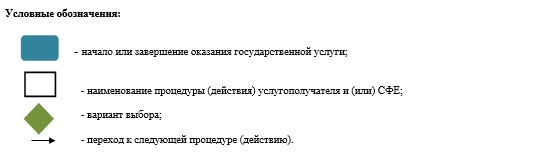 Условные обозначения:
- начало или завершение оказания государственной услуги;
- наименование процедуры (действия) услугополучателя и (или) СФЕ;
- вариант выбора;
- переход к следующей процедуре (действию).